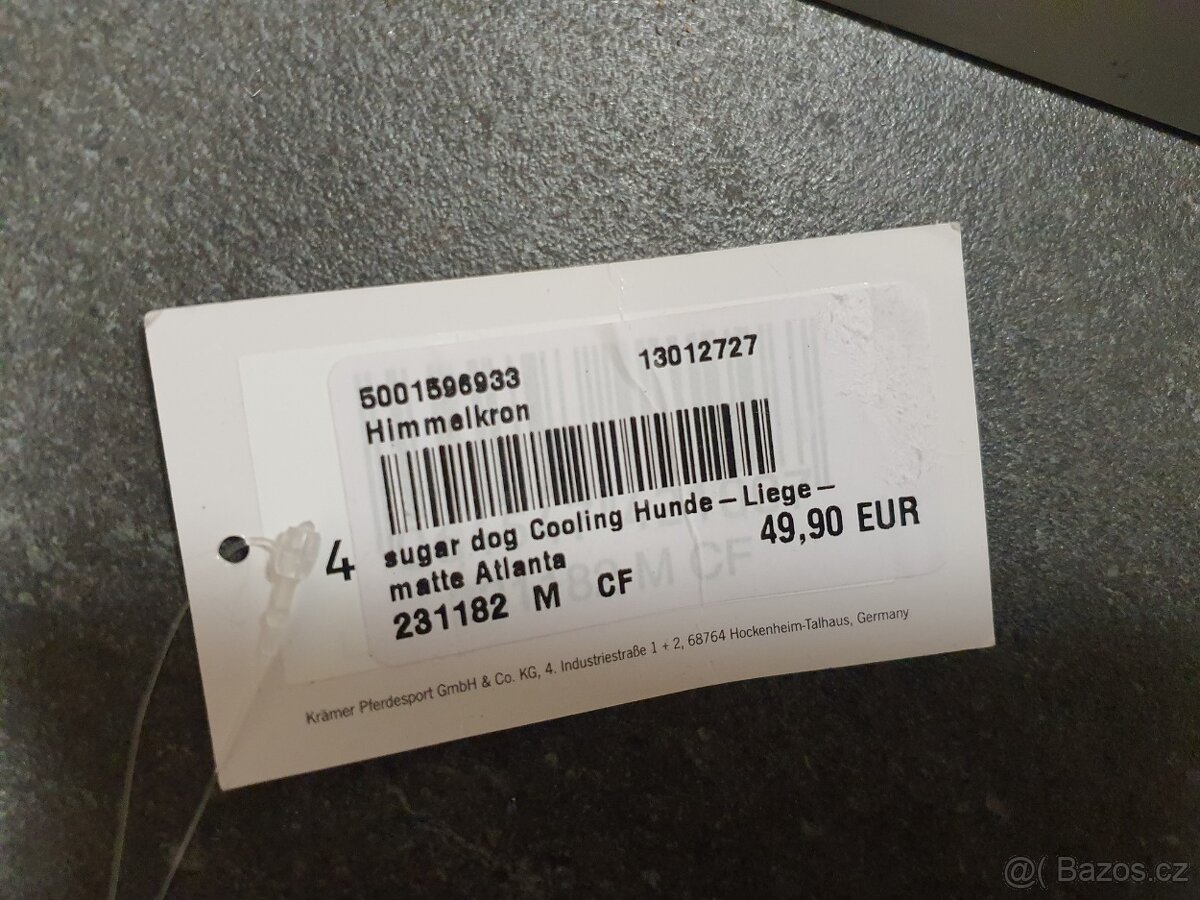 5001596933
13012727
Himmelkron
4
sugar dog Cooling Hunde-Liege-
matte Atlanta
49,90 EUR
231182 M CF
Krämer Pferdesport GmbH & Co. KG, 4. Industriestraße 1 + 2, 68764 Hockenheim-Talhaus, Germany
@( Bazos.cz